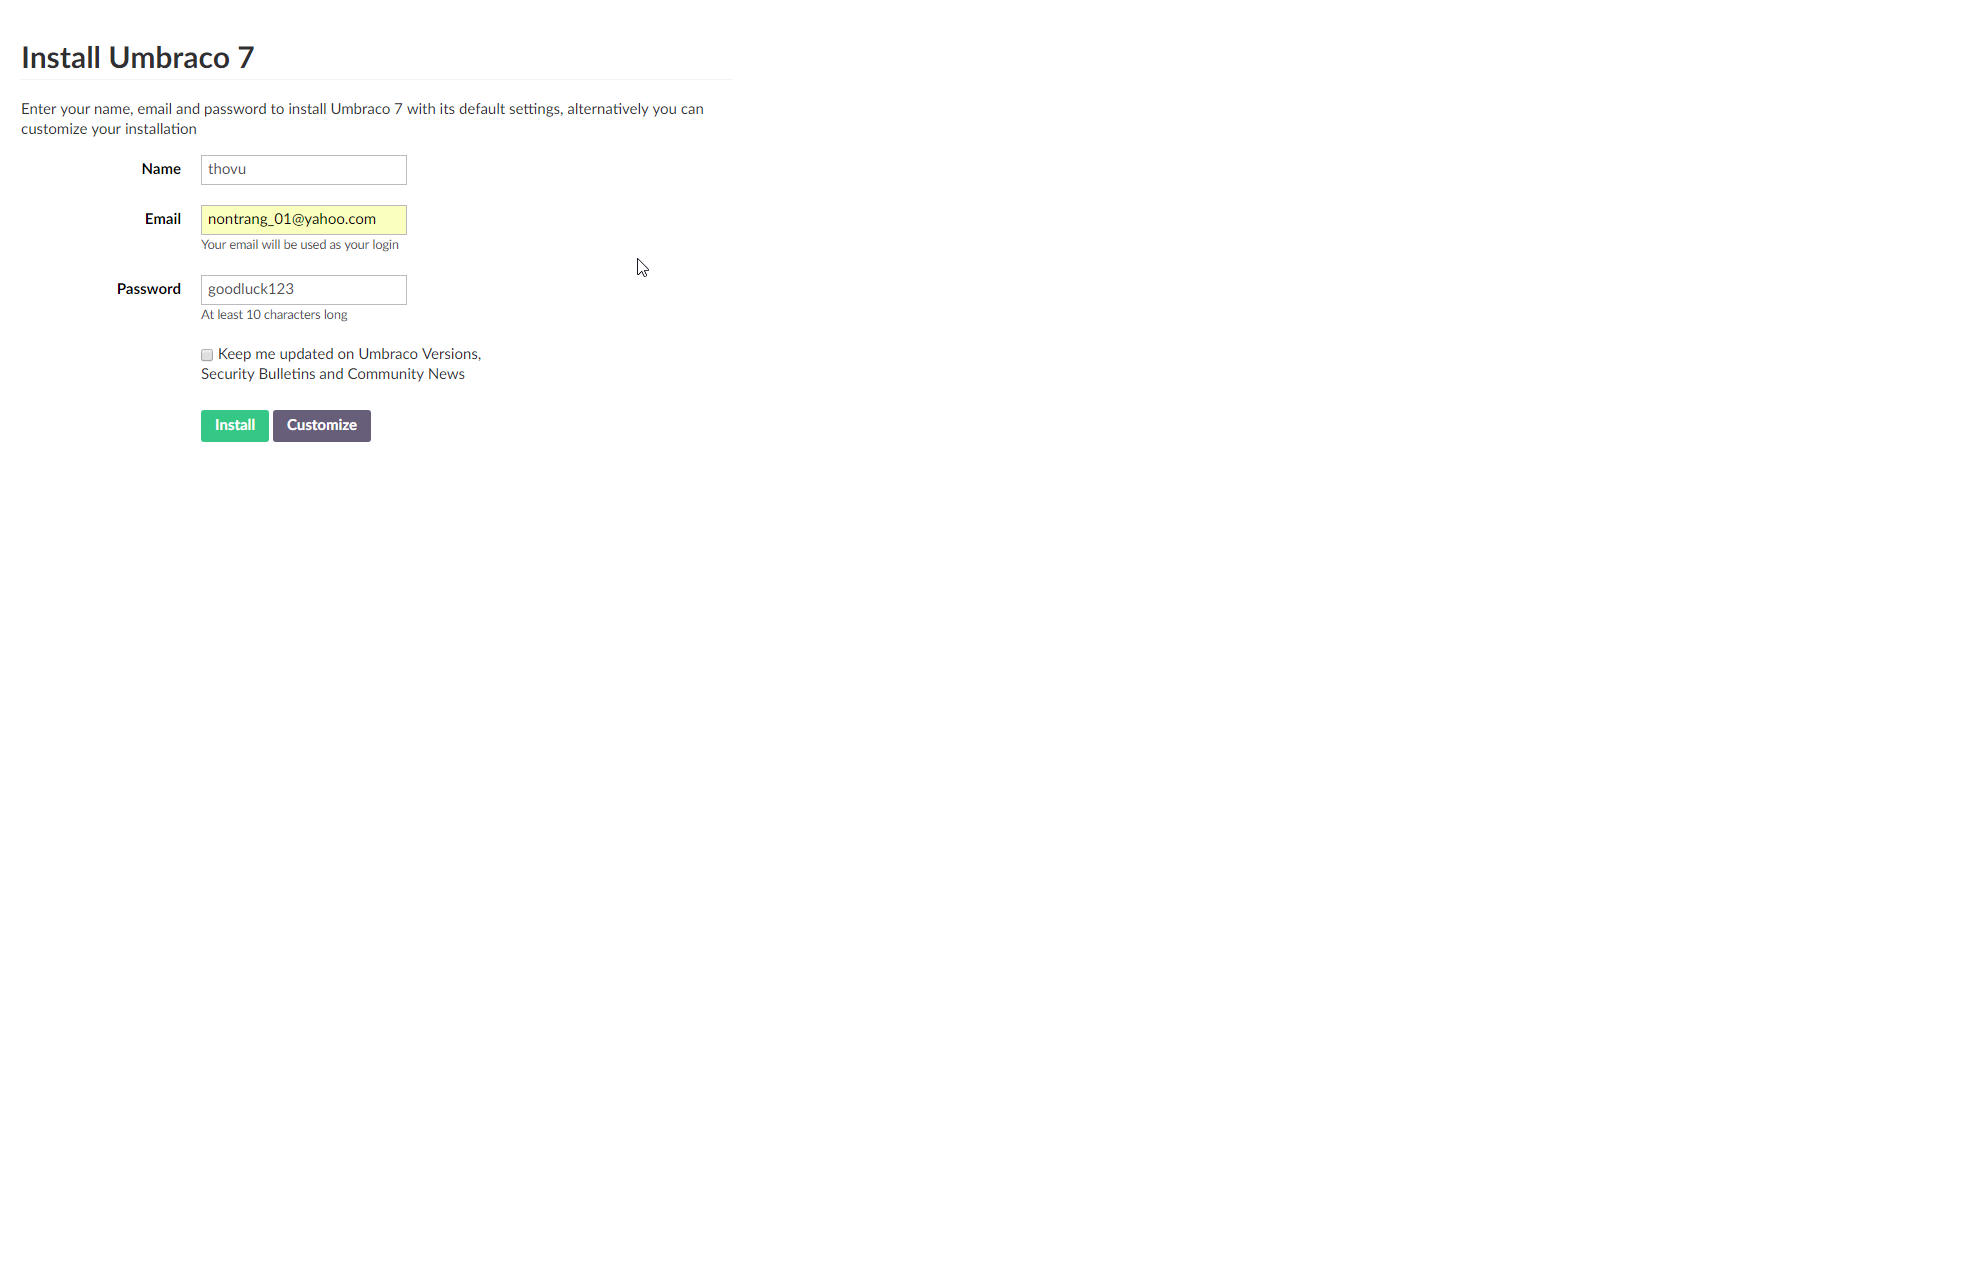 Install Umbraco 7
Enter your name, email and password to install Umbraco 7 with its default settings, alternatively you can
customize your installation
Name
thovu
Email
nontrang_01@yahoo.com
Your email will be used as your login
Password
goodluck123
At least 10 characters long
Keep me updated on Umbraco Versions,
Security Bulletins and Community News
Install Customize